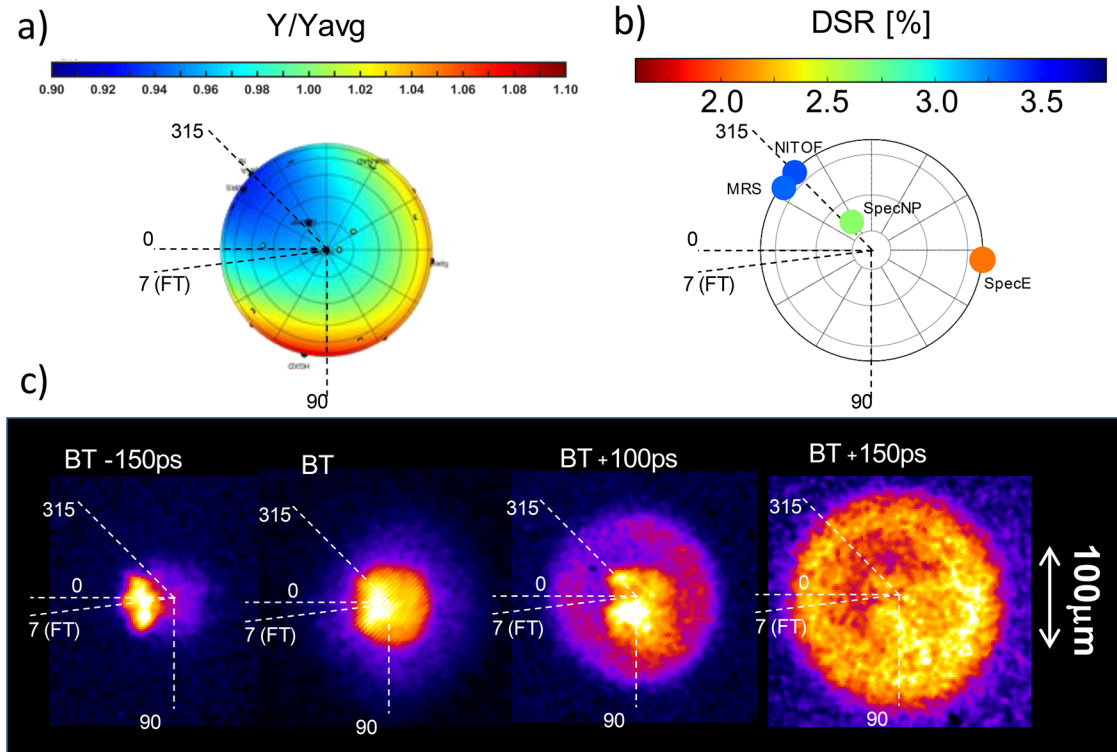 a)
Y/Yavg
0.90 0.92 0.94 0.96 0.98 1.00 1.02 1.04 1.06 1.08 1.10
315
0
7 (FT)
90
b)
DSR [%]
2.0 2.5 3.0 3.5
315
NITOF
MRS
SpecNP
0
7 (FT)
SpecE
90
c)
BT -150ps
315
0
7 (FT)
90
BT
315
0
7 (FT)
90
BT +100ps
315
0
7 (FT)
90
BT +150ps
315
0
7 (FT)
90
100µm